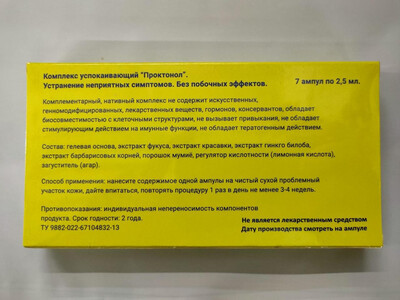 Комплекс успокаивающий "Проктонол".
Устранение неприятных симптомов. Без побочных эффектов.
7 ампул по 2,5 мл.
Комплементарный, нативный комплекс не содержит искусственных,
генномодифицированных, лекарственных веществ, гормонов, консервантов, обладает
биосовместимостью с клеточными структурами, не вызывает привыкания, не обладает
стимулирующим действием на имунные функции, не обладает тератогенным действием.
Состав: гелевая основа, экстракт фукуса, экстракт красавки, экстракт гинкго билоба,
экстракт барбарисовых корней, порошок мумиё, регулятор кислотности (лимонная кислота),
загуститель (агар).
Способ применения: нанесите содержимое одной ампулы на чистый сухой проблемный
участок кожи, дайте впитаться, повторять процедуру 1 раз в день не менее 3-4 недель.
Противопоказания: индивидуальная непереносимость компонентов
продукта. Срок годности: 2 года.
ТУ 9882-022-67104832-13
Не является лекарственным средством
Дату производства смотреть на ампуле